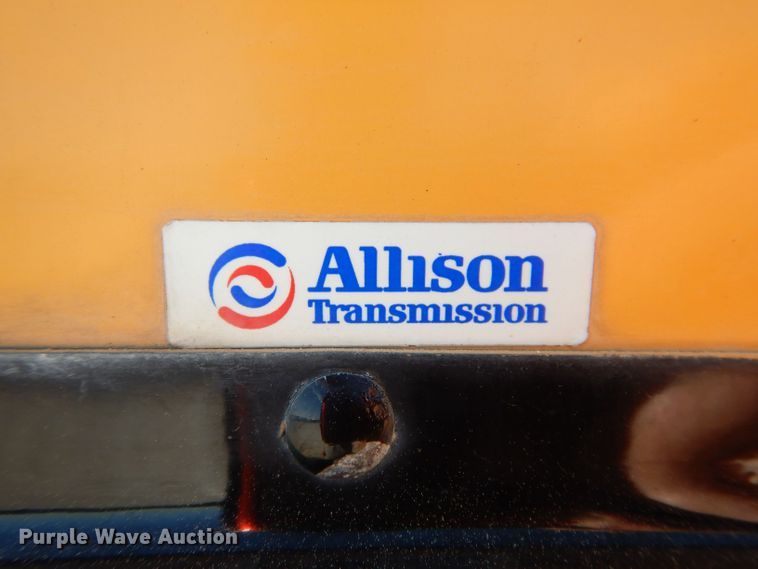 Allison
Transmission
Purple Wave Auction